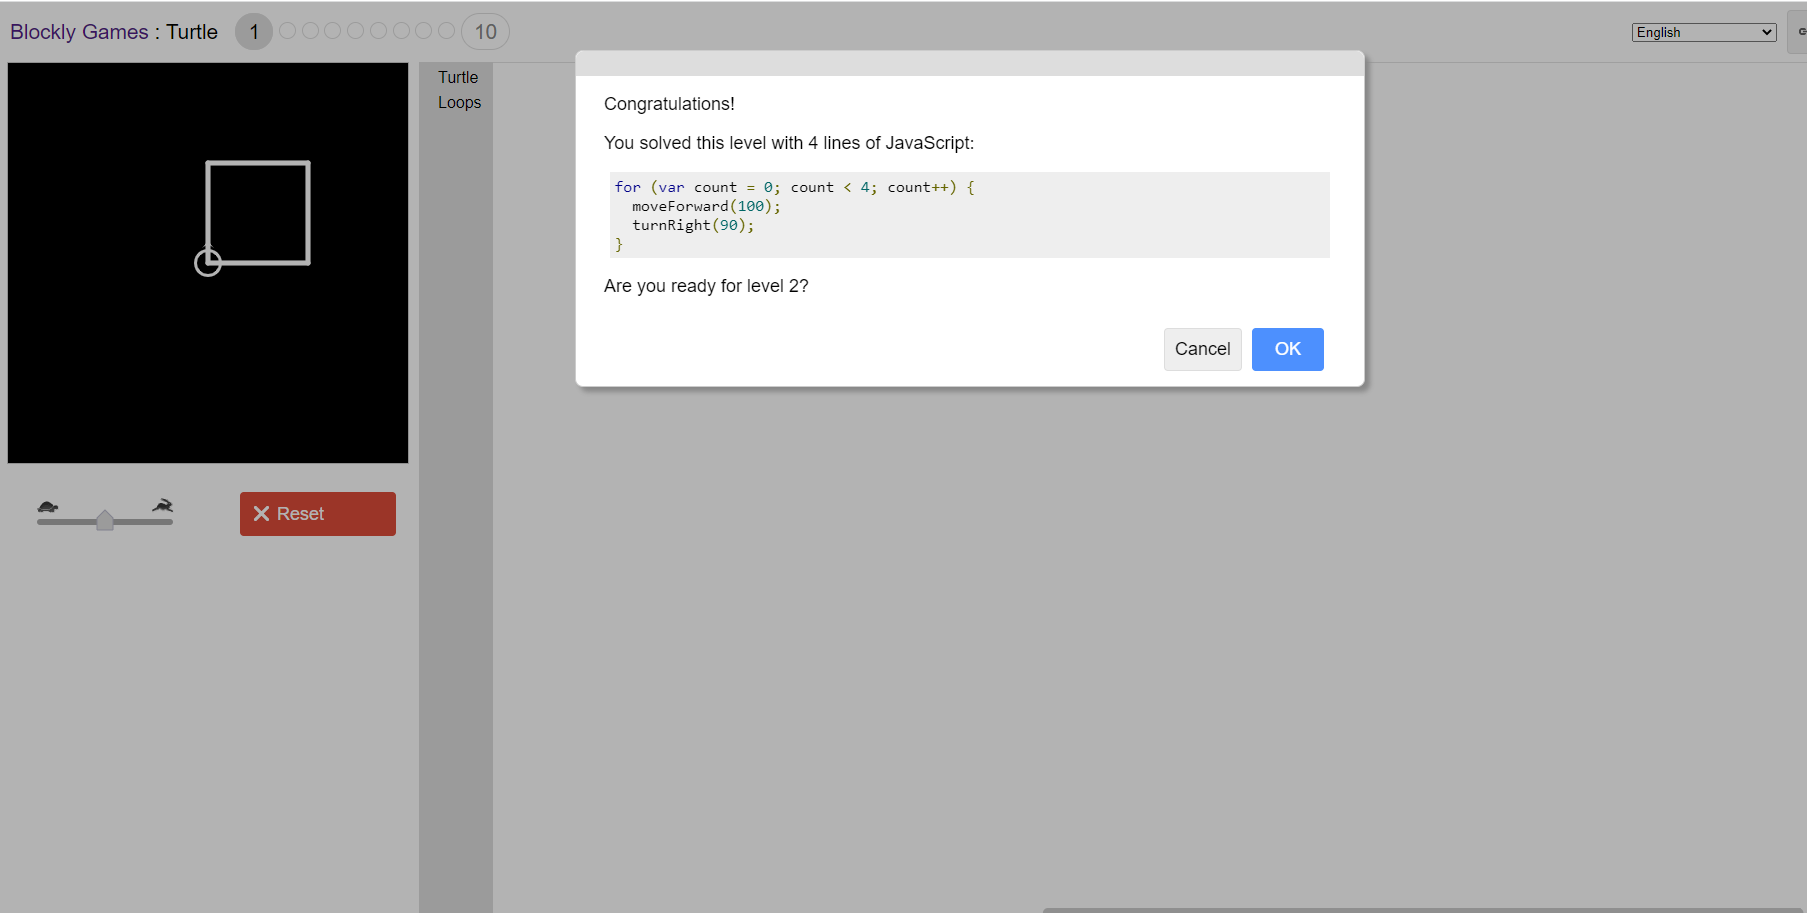 Blockly Games : Turtle 1 10
English
Turtle
Loops
Congratulations!
You solved this level with 4 lines of JavaScript:
for (var count = 0; count < 4; count++) {
  moveForward(100);
  turnRight(90);
}
Are you ready for level 2?
Cancel OK
Reset